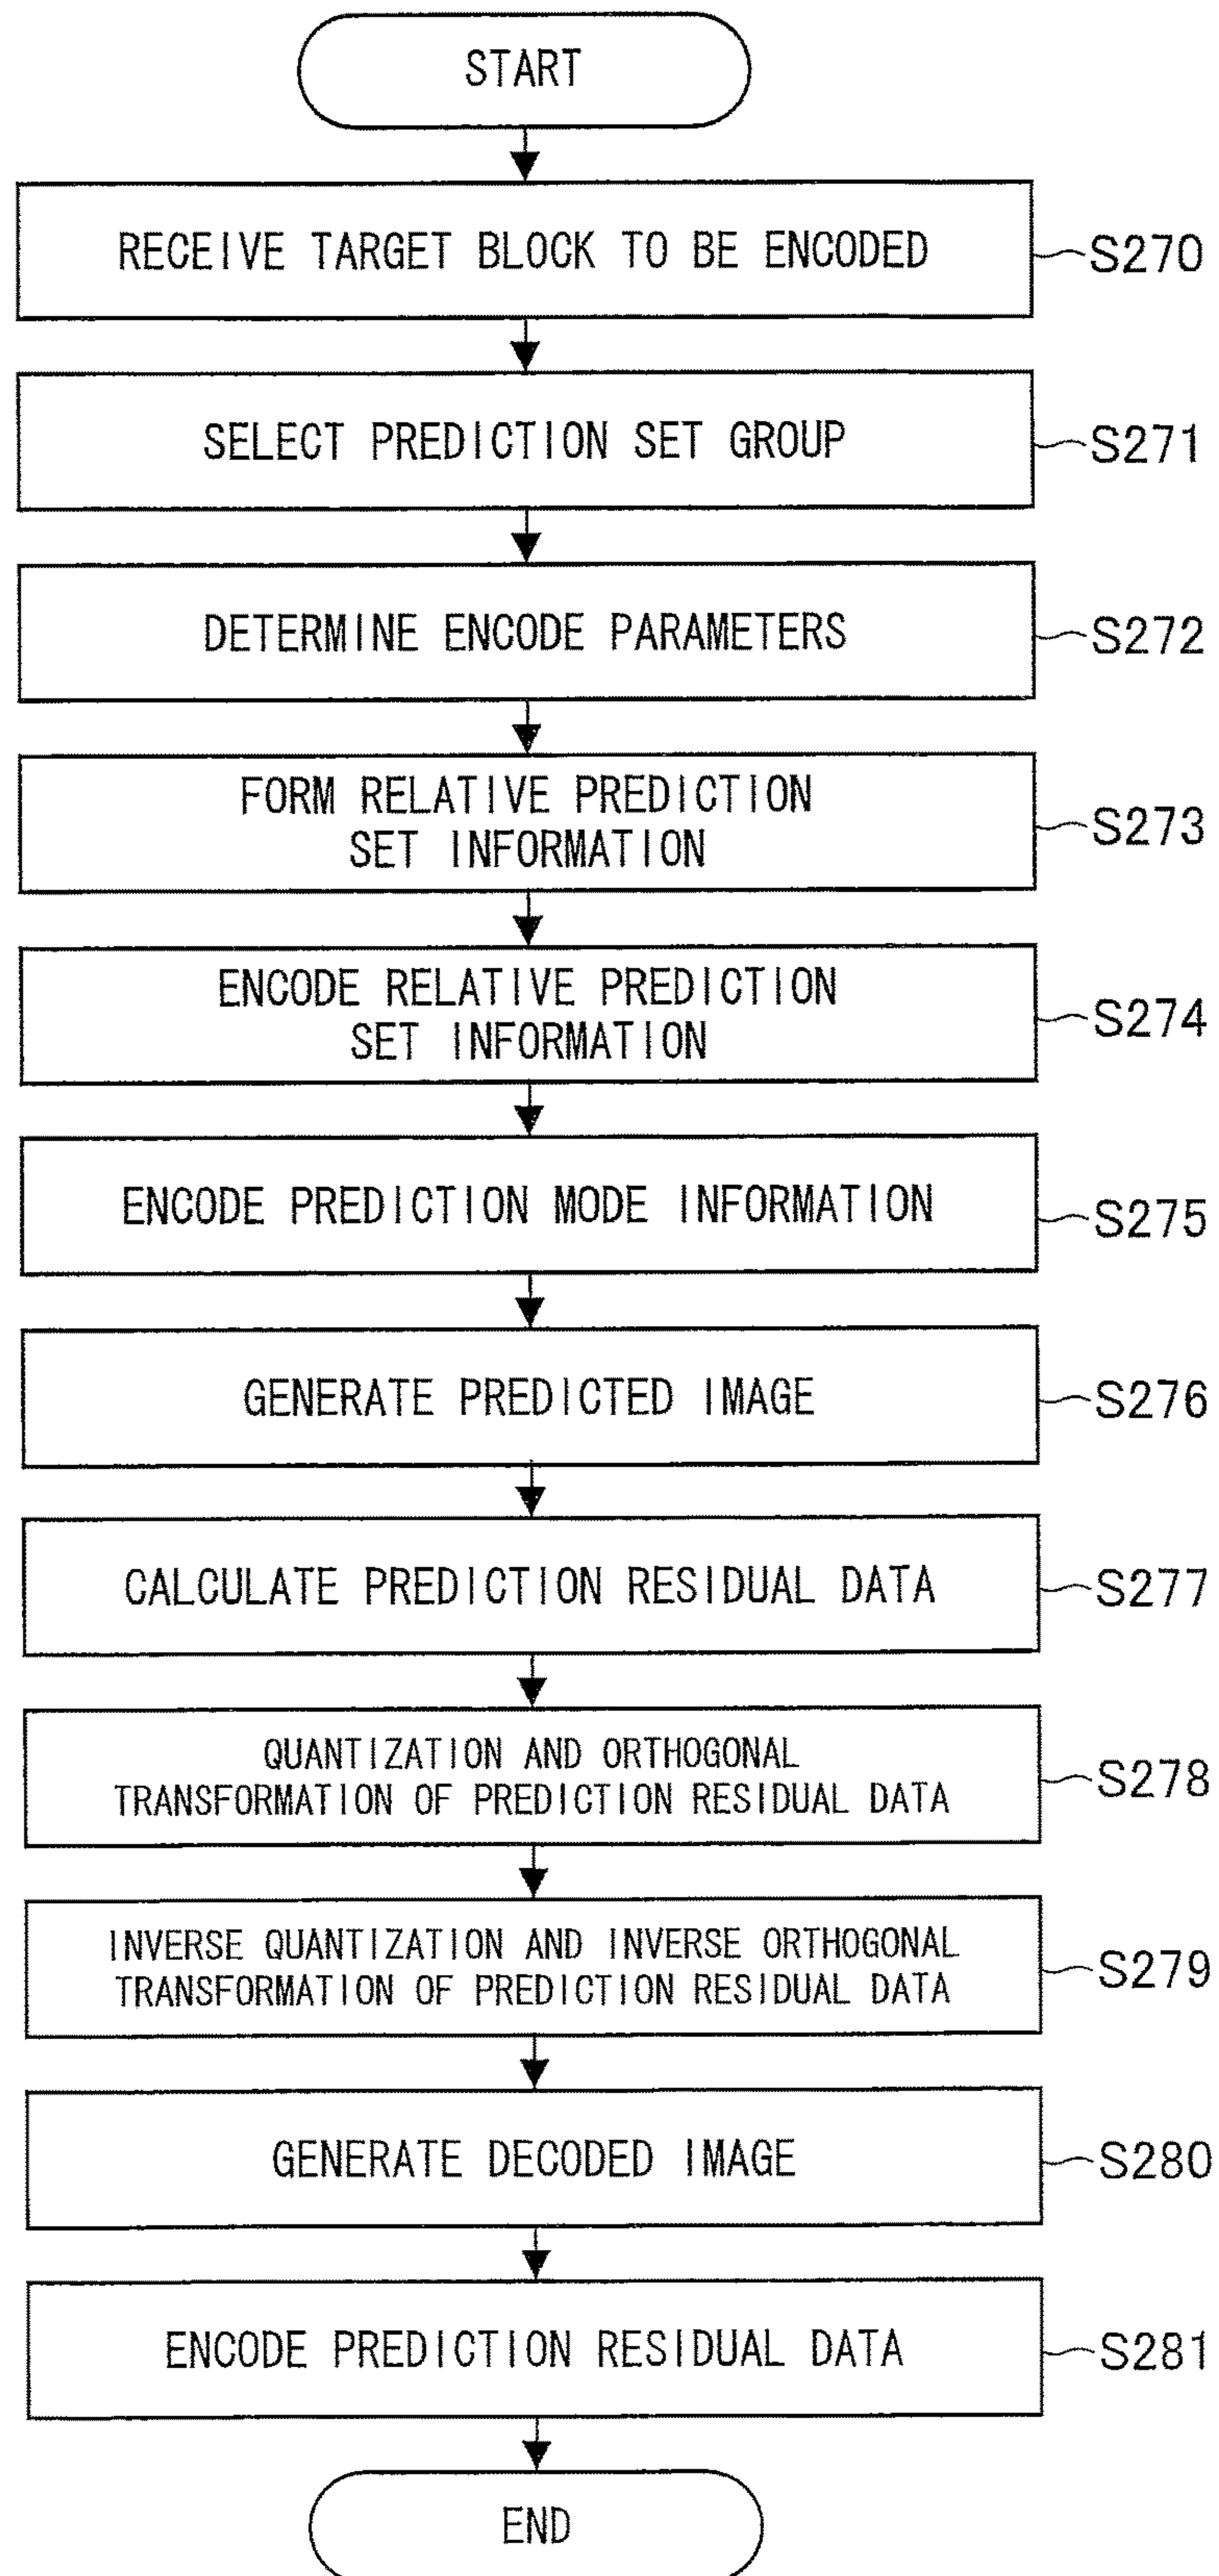 START
RECEIVE TARGET BLOCK TO BE ENCODED
S270
SELECT PREDICTION SET GROUP
S271
DETERMINE ENCODE PARAMETERS
S272
FORM RELATIVE PREDICTION
SET INFORMATION
S273
ENCODE RELATIVE PREDICTION
SET INFORMATION
S274
ENCODE PREDICTION MODE INFORMATION
S275
GENERATE PREDICTED IMAGE
S276
CALCULATE PREDICTION RESIDUAL DATA
S277
QUANTIZATION AND ORTHOGONAL
TRANSFORMATION OF PREDICTION RESIDUAL DATA
S278
INVERSE QUANTIZATION AND INVERSE ORTHOGONAL
TRANSFORMATION OF PREDICTION RESIDUAL DATA
S279
GENERATE DECODED IMAGE
S280
ENCODE PREDICTION RESIDUAL DATA
S281
END